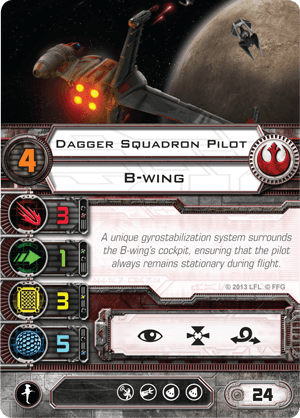 Dagger Squadron Pilot
4
B-wing
3
1
3
5
A unique gyrostabilization system surrounds
the B-wing's cockpit, ensuring that the pilot
always remains stationary during flight.
© 2013 LFL © FFG
24